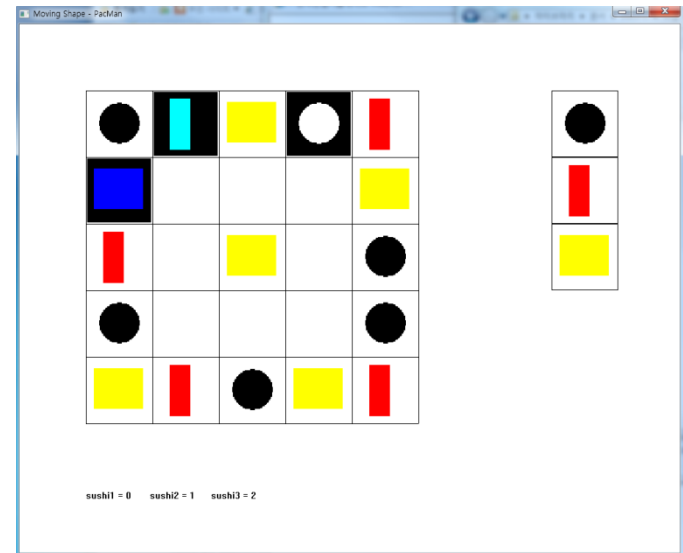 Moving Shape - PacMan
sushi1 = 0 sushi2 = 1 sushi3 = 2